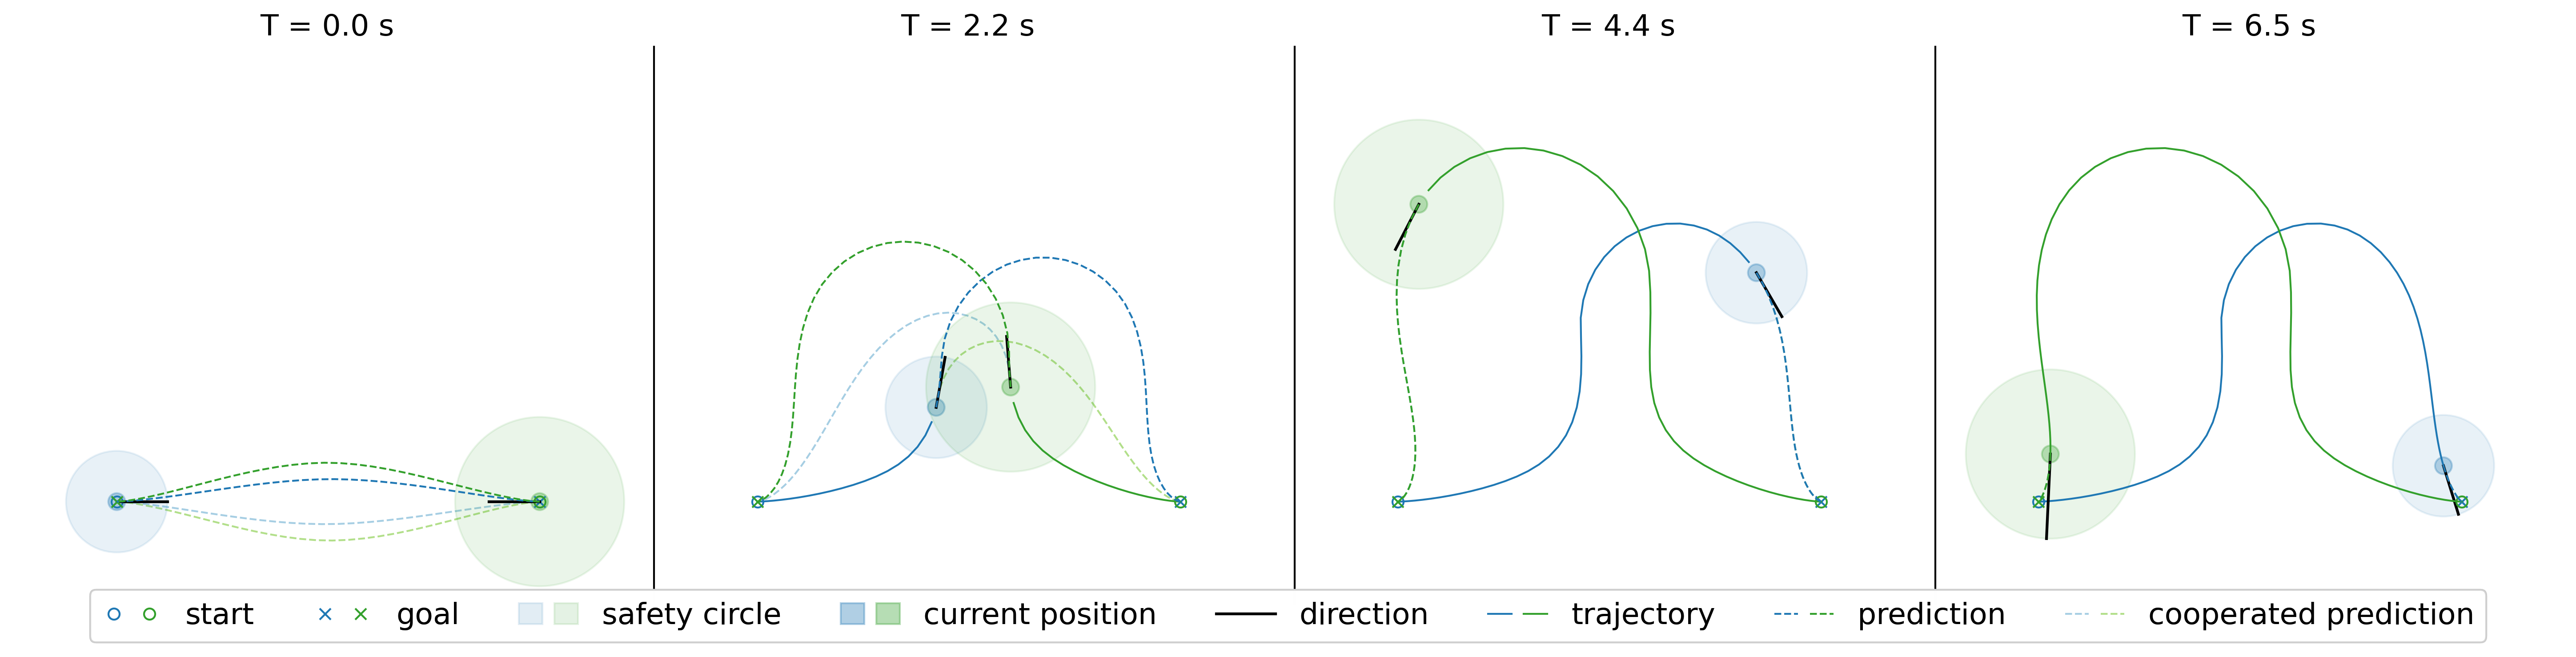 T = 0.0 s
T = 2.2 s
T = 4.4 s
T = 6.5 s
start goal safety circle current position direction trajectory prediction cooperated prediction